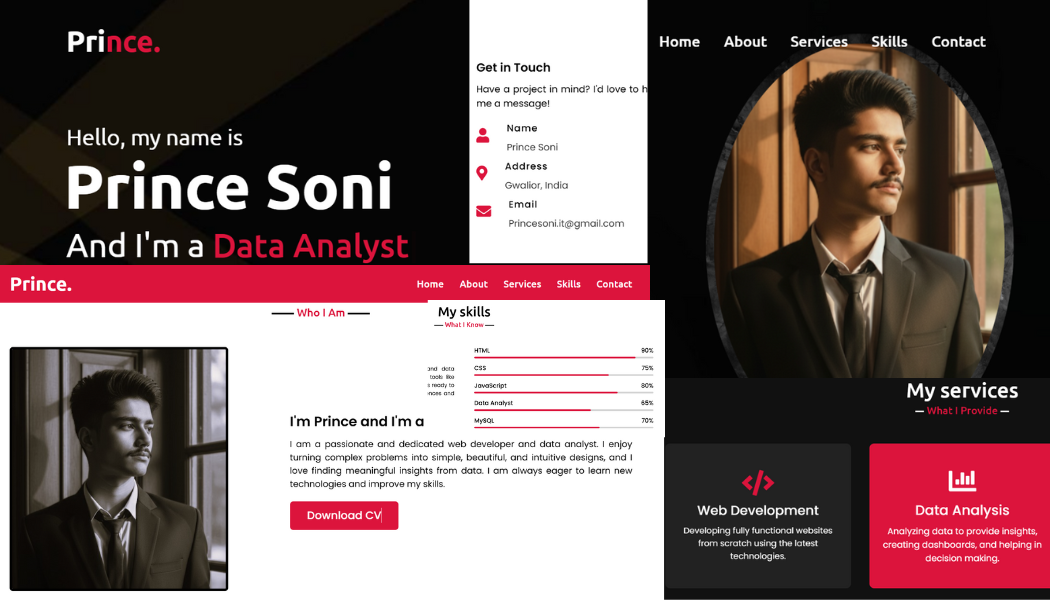 Prince.
Home About Services Skills Contact
Hello, my name is
Prince Soni
And I'm a Data Analyst
Get in Touch
Have a project in mind? I'd love to h
me a message!
Name
Prince Soni
Address
Gwalior, India
Email
Princesoni.it@gmail.com
Prince.
Home About Services Skills Contact
Who I Am
My skills
What I Know
and data
tools like
s ready to
nces and
HTML 90%
CSS 75%
JavaScript 80%
Data Analyst 65%
MySQL 70%
I'm Prince and I'm a
I am a passionate and dedicated web developer and data analyst. I enjoy
turning complex problems into simple, beautiful, and intuitive designs, and I
love finding meaningful insights from data. I am always eager to learn new
technologies and improve my skills.
Download CV
My services
What I Provide
</>
Web Development
Developing fully functional websites
from scratch using the latest
technologies.
Data Analysis
Analyzing data to provide insights,
creating dashboards, and helping in
decision making.